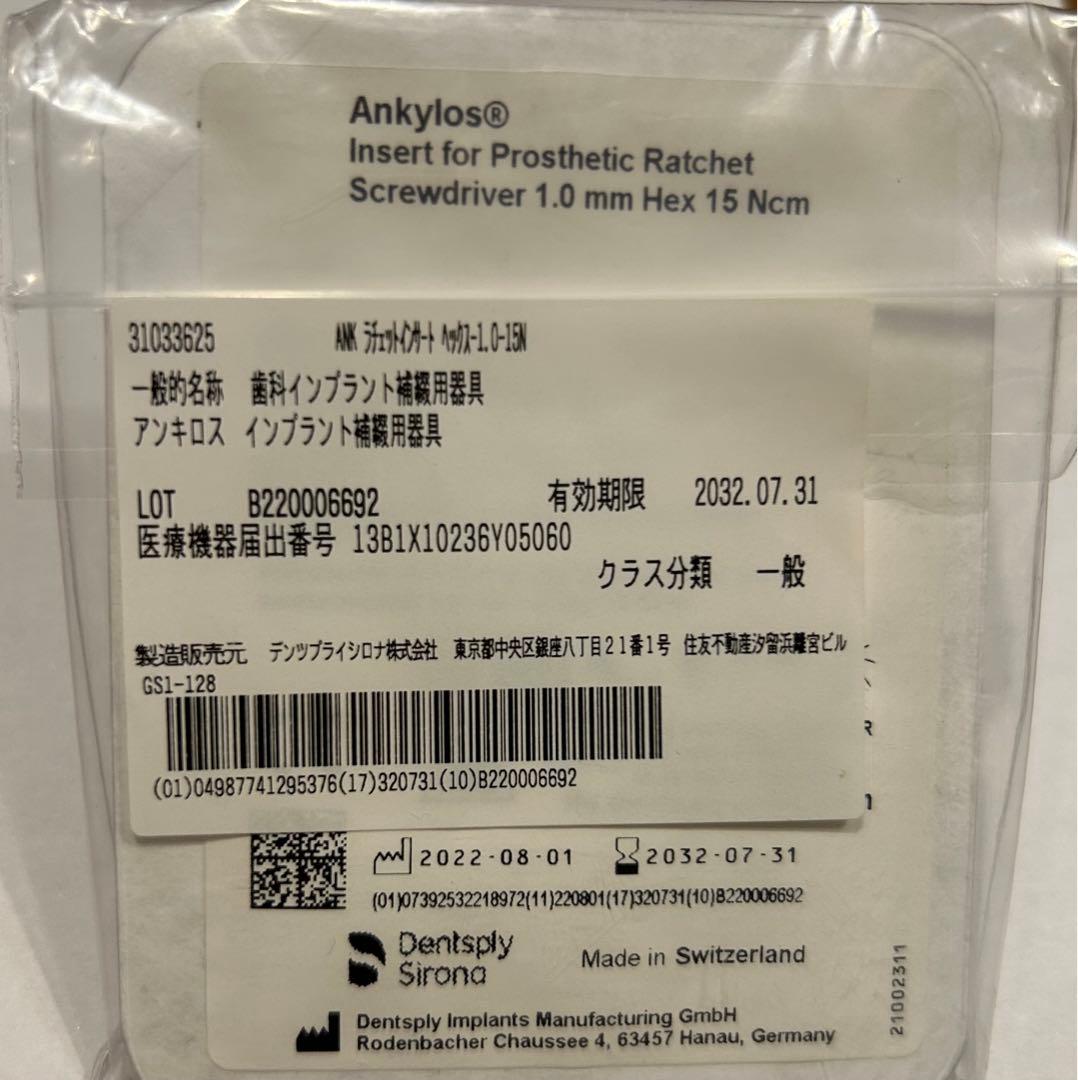 Ankylos®
Insert for Prosthetic Ratchet
Screwdriver 1.0 mm Hex 15 Ncm
31033625 ANK ﾗﾁｪｯﾄｲﾝｻｰﾄ ﾍｯｸｽ-1.0-15N
一般的名称 歯科インプラント補綴用器具
アンキロス インプラント補綴用器具
LOT B220006692 有効期限 2032.07.31
医療機器届出番号 13B1X10236Y05060
クラス分類 一般
製造販売元 デンツプライシロナ株式会社 東京都中央区銀座八丁目21番1号 住友不動産汐留浜離宮ビル
GS1-128
R
(01)04987741295376(17)320731(10)B220006692
2022-08-01 2032-07-31
(01)07392532218972(11)220801(17)320731(10)B220006692
Dentsply
Sirona
Made in Switzerland
Dentsply Implants Manufacturing GmbH
Rodenbacher Chaussee 4, 63457 Hanau, Germany
21002311